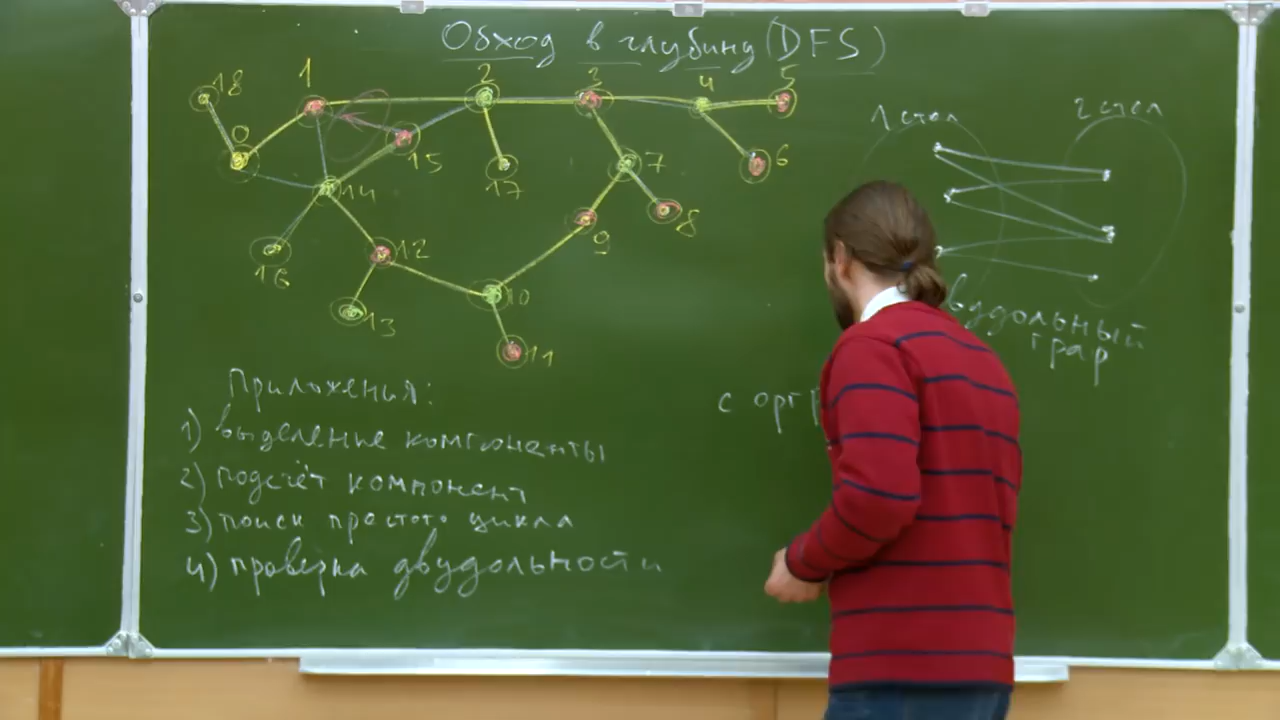 Обход в глубину (DFS)
18 1 2 3 4 5
0 15 17 7 6
14 9 8
16 12 10
13 11
1 стол 2 стол
двудольный
граф
Приложения:
1) выделение компоненты
2) подсчёт компонент
3) поиск простого цикла
4) проверка двудольности
с орг